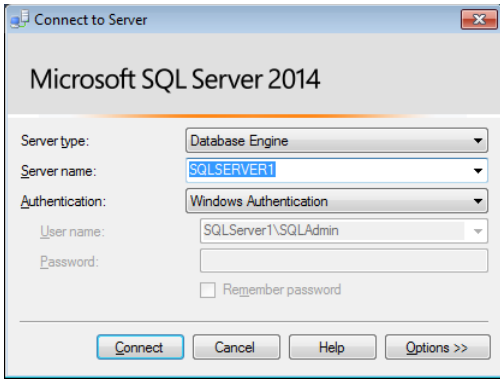 Connect to Server
Microsoft SQL Server 2014
Server type: Database Engine
Server name: SQLSERVER1
Authentication: Windows Authentication
User name: SQLServer1\SQLAdmin
Password:
Remember password
Connect Cancel Help Options >>